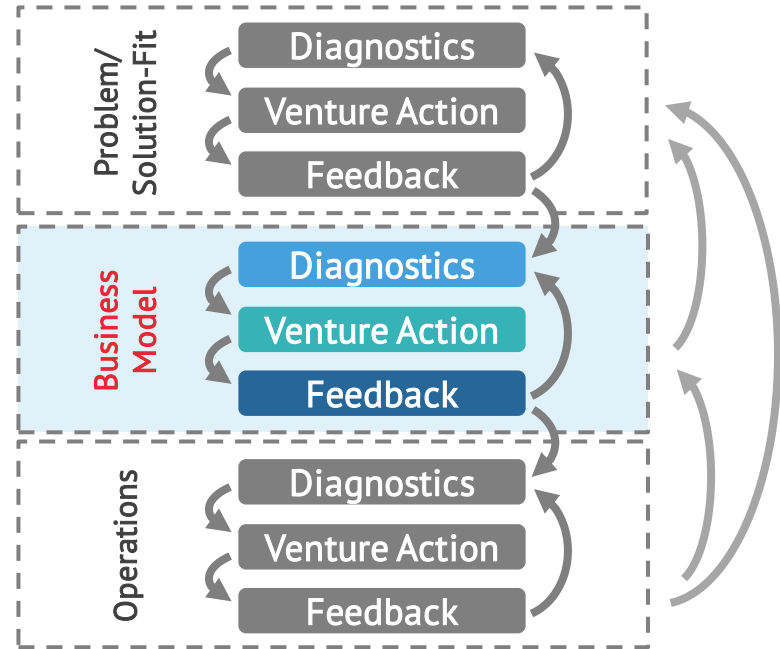 Problem/
Solution-Fit
Diagnostics
Venture Action
Feedback
Business
Model
Diagnostics
Venture Action
Feedback
Operations
Diagnostics
Venture Action
Feedback